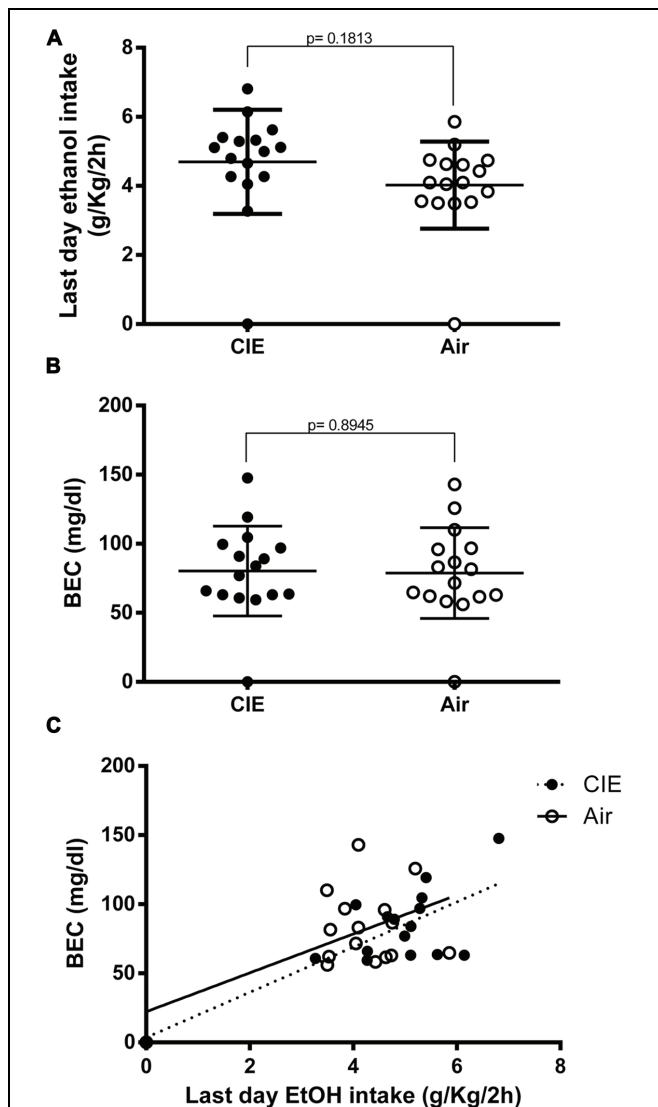 A
p= 0.1813
Last day ethanol intake
(g/Kg/2h)
8
6
4
2
0
CIE Air
B
p= 0.8945
BEC (mg/dl)
200
150
100
50
0
CIE Air
C
BEC (mg/dl)
200
150
100
50
0
CIE
Air
0 2 4 6 8
Last day EtOH intake (g/Kg/2h)